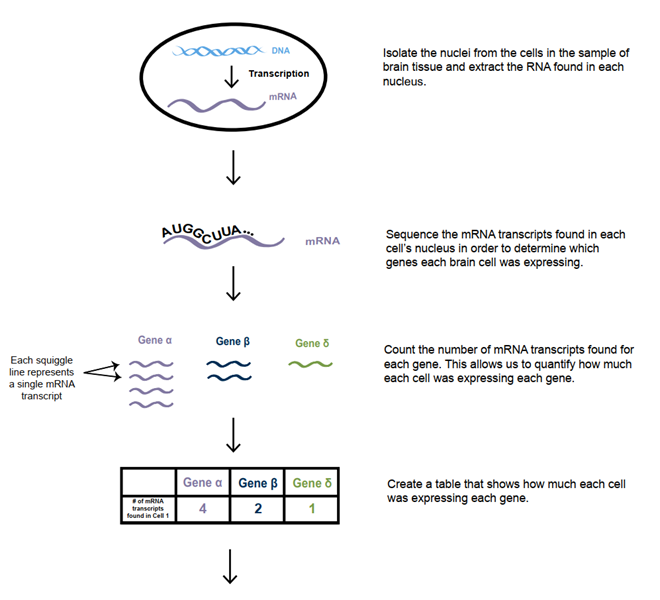 DNA
Transcription
mRNA
Isolate the nuclei from the cells in the sample of
brain tissue and extract the RNA found in each
nucleus.
AUGGCUUA...
mRNA
Sequence the mRNA transcripts found in each
cell's nucleus in order to determine which
genes each brain cell was expressing.
Gene α Gene β Gene δ
Each squiggle
line represents
a single mRNA
transcript
Count the number of mRNA transcripts found for
each gene. This allows us to quantify how much
each cell was expressing each gene.
Gene α Gene β Gene δ
# of mRNA
transcripts
found in Cell 1
4 2 1
Create a table that shows how much each cell
was expressing each gene.